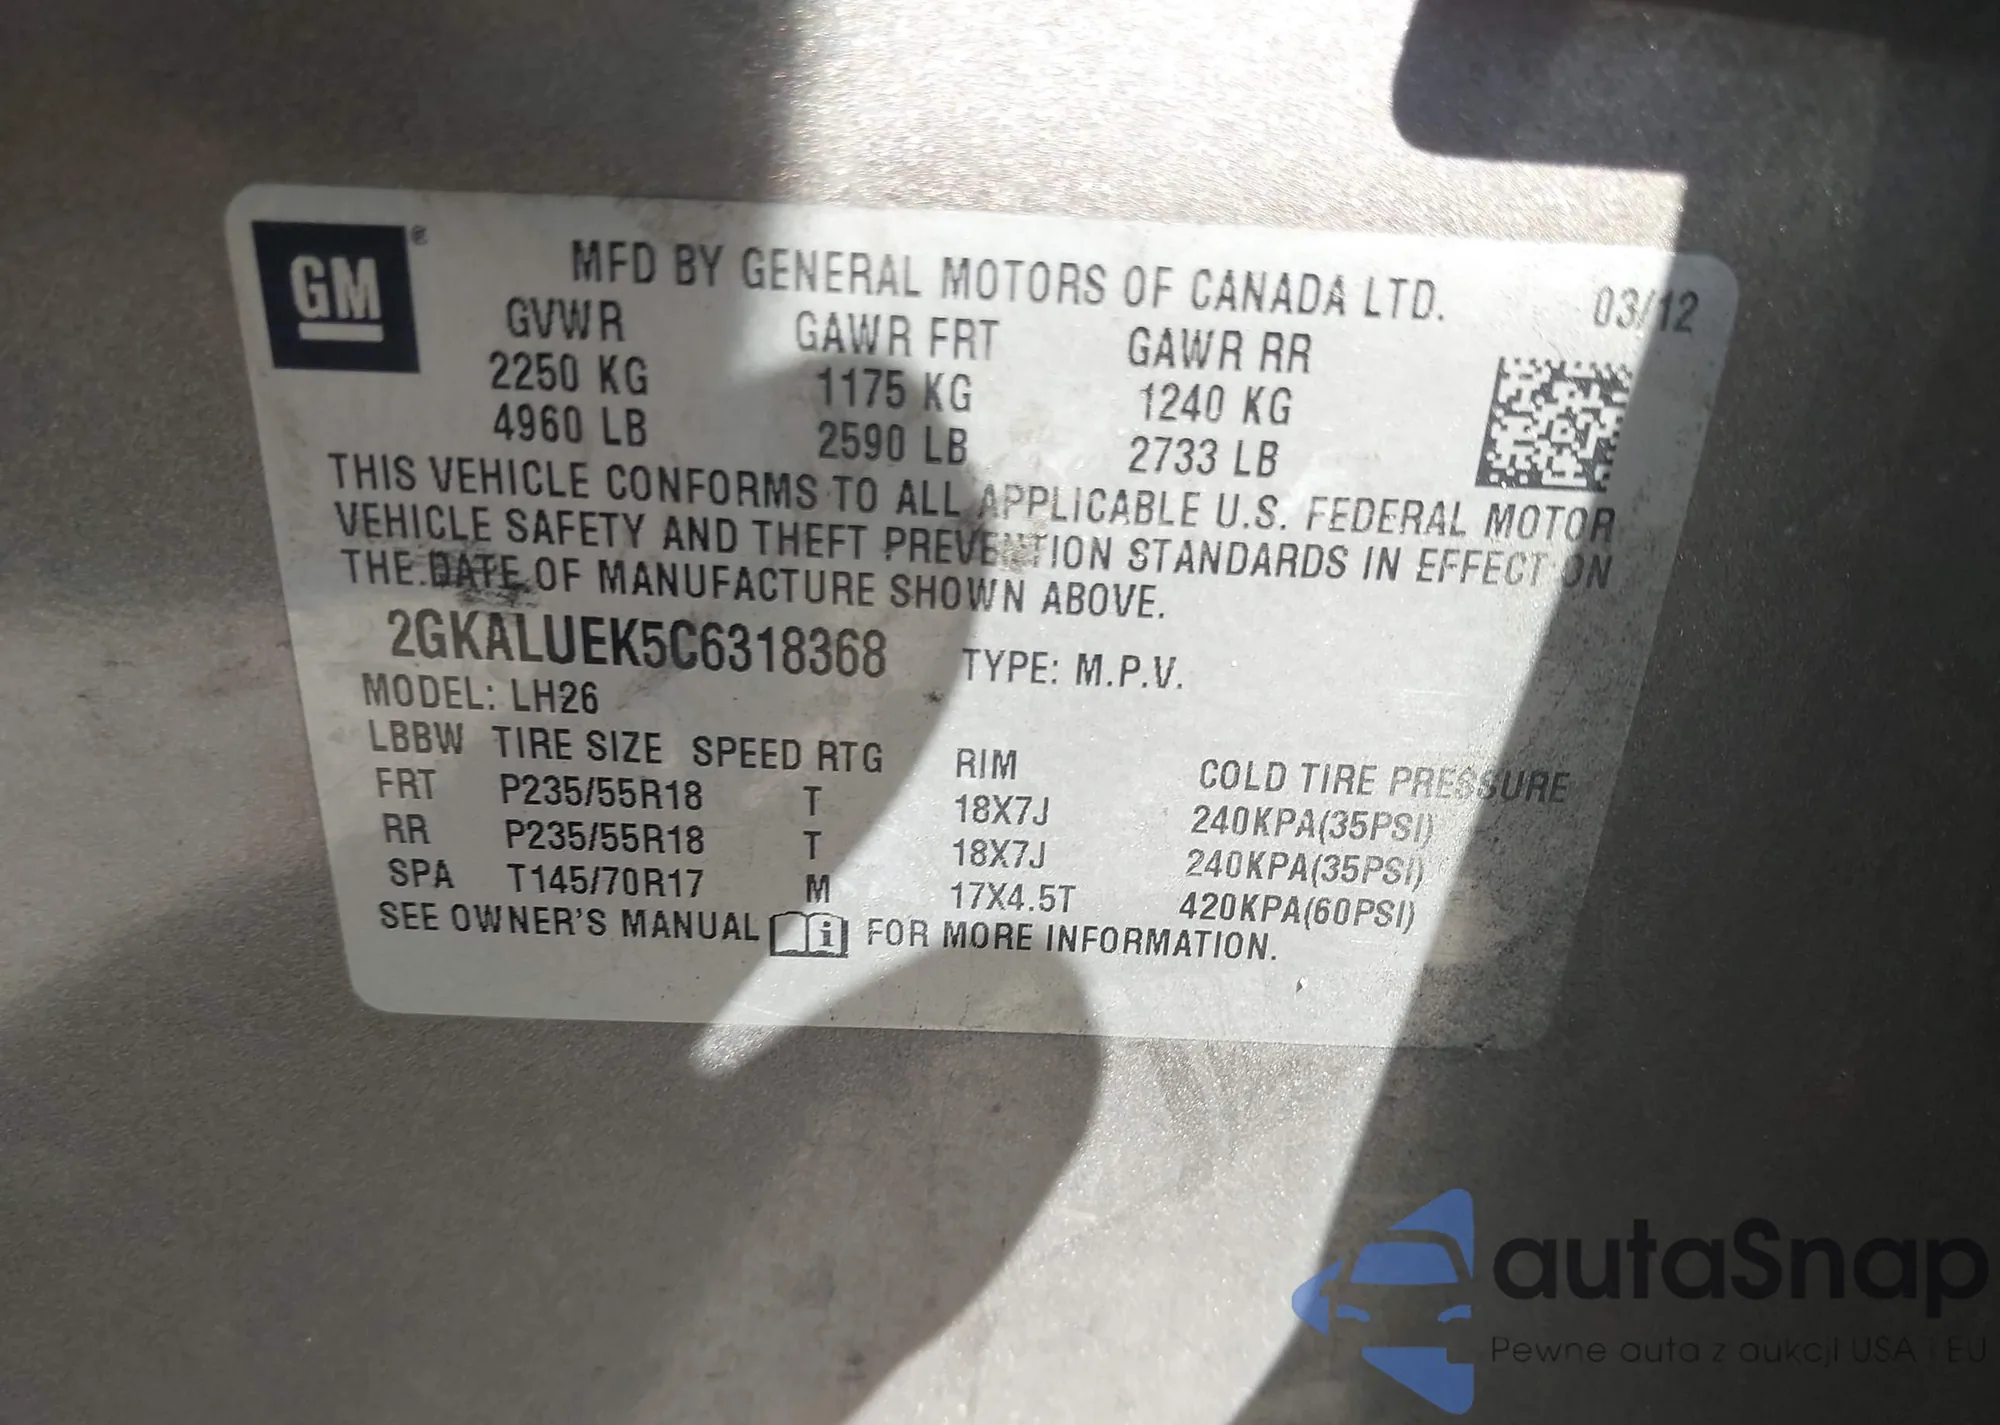 GM ®
MFD BY GENERAL MOTORS OF CANADA LTD. 03/12
GVWR GAWR FRT GAWR RR
2250 KG 1175 KG 1240 KG
4960 LB 2590 LB 2733 LB
THIS VEHICLE CONFORMS TO ALL APPLICABLE U.S. FEDERAL MOTOR
VEHICLE SAFETY AND THEFT PREVENTION STANDARDS IN EFFECT ON
THE DATE OF MANUFACTURE SHOWN ABOVE.
2GKALUEK5C6318368 TYPE: M.P.V.
MODEL: LH26
LBBW TIRE SIZE SPEED RTG RIM COLD TIRE PRESSURE
FRT P235/55R18 T 18X7J 240KPA(35PSI)
RR P235/55R18 T 18X7J 240KPA(35PSI)
SPA T145/70R17 M 17X4.5T 420KPA(60PSI)
SEE OWNER'S MANUAL i FOR MORE INFORMATION.
autaSnap
Pewne auta z aukcji USA i EU